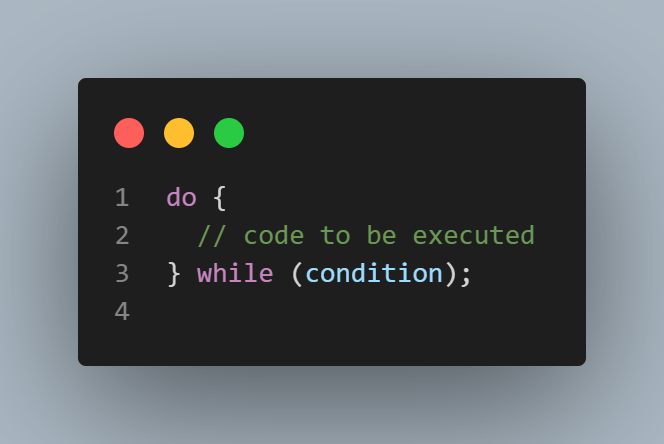 1 do {
2   // code to be executed
3 } while (condition);
4